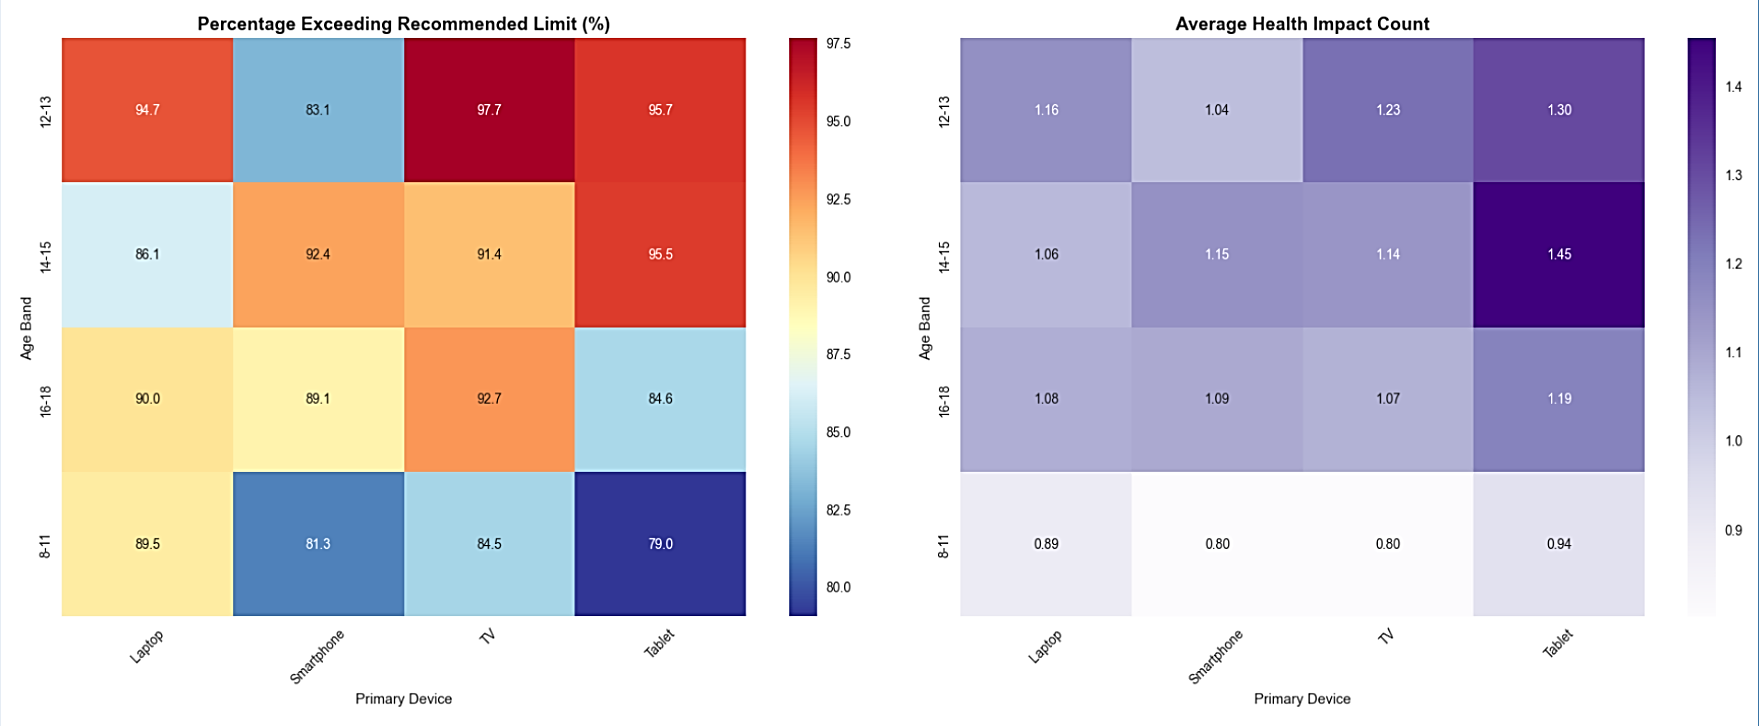 Percentage Exceeding Recommended Limit (%)
Age Band
12-13
94.7 83.1 97.7 95.7
14-15
86.1 92.4 91.4 95.5
16-18
90.0 89.1 92.7 84.6
8-11
89.5 81.3 84.5 79.0
Laptop Smartphone TV Tablet
Primary Device
97.5
95.0
92.5
90.0
87.5
85.0
82.5
80.0
Average Health Impact Count
Age Band
12-13
1.16 1.04 1.23 1.30
14-15
1.06 1.15 1.14 1.45
16-18
1.08 1.09 1.07 1.19
8-11
0.89 0.80 0.80 0.94
Laptop Smartphone TV Tablet
Primary Device
1.4
1.3
1.2
1.1
1.0
0.9